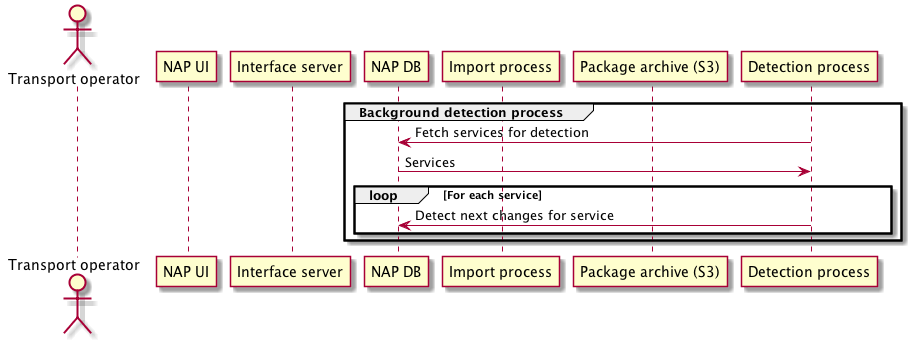 Transport operator
NAP UI
Interface server
NAP DB
Import process
Package archive (S3)
Detection process
Background detection process
Fetch services for detection
Services
loop
[For each service]
Detect next changes for service
Transport operator
NAP UI
Interface server
NAP DB
Import process
Package archive (S3)
Detection process